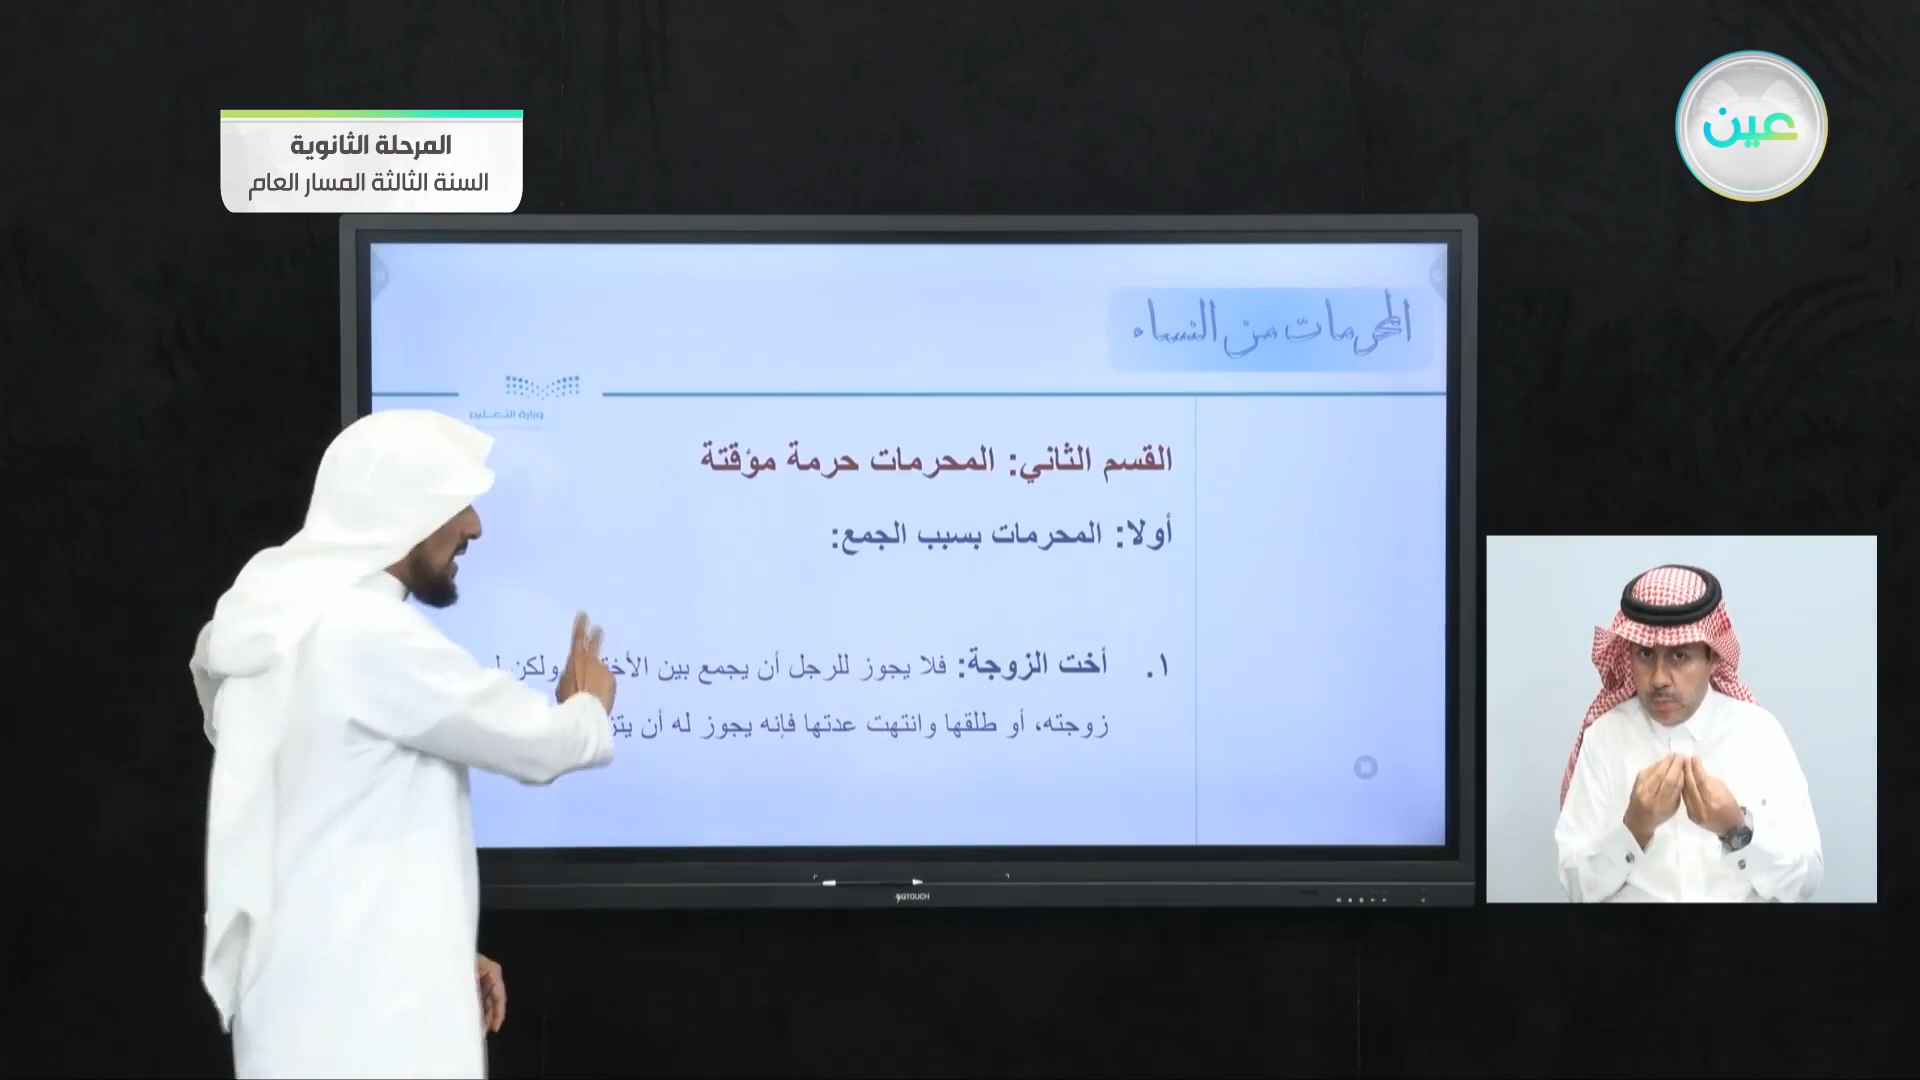 عين
المرحلة الثانوية
السنة الثالثة المسار العام
المحرمات من النساء
وزارة التعليم
القسم الثاني: المحرمات حرمة مؤقتة
أولا: المحرمات بسبب الجمع:
١. أخت الزوجة: فلا يجوز للرجل أن يجمع بين ولكن
زوجته، أو طلقها وانتهت عدتها فإنه يجوز له أن